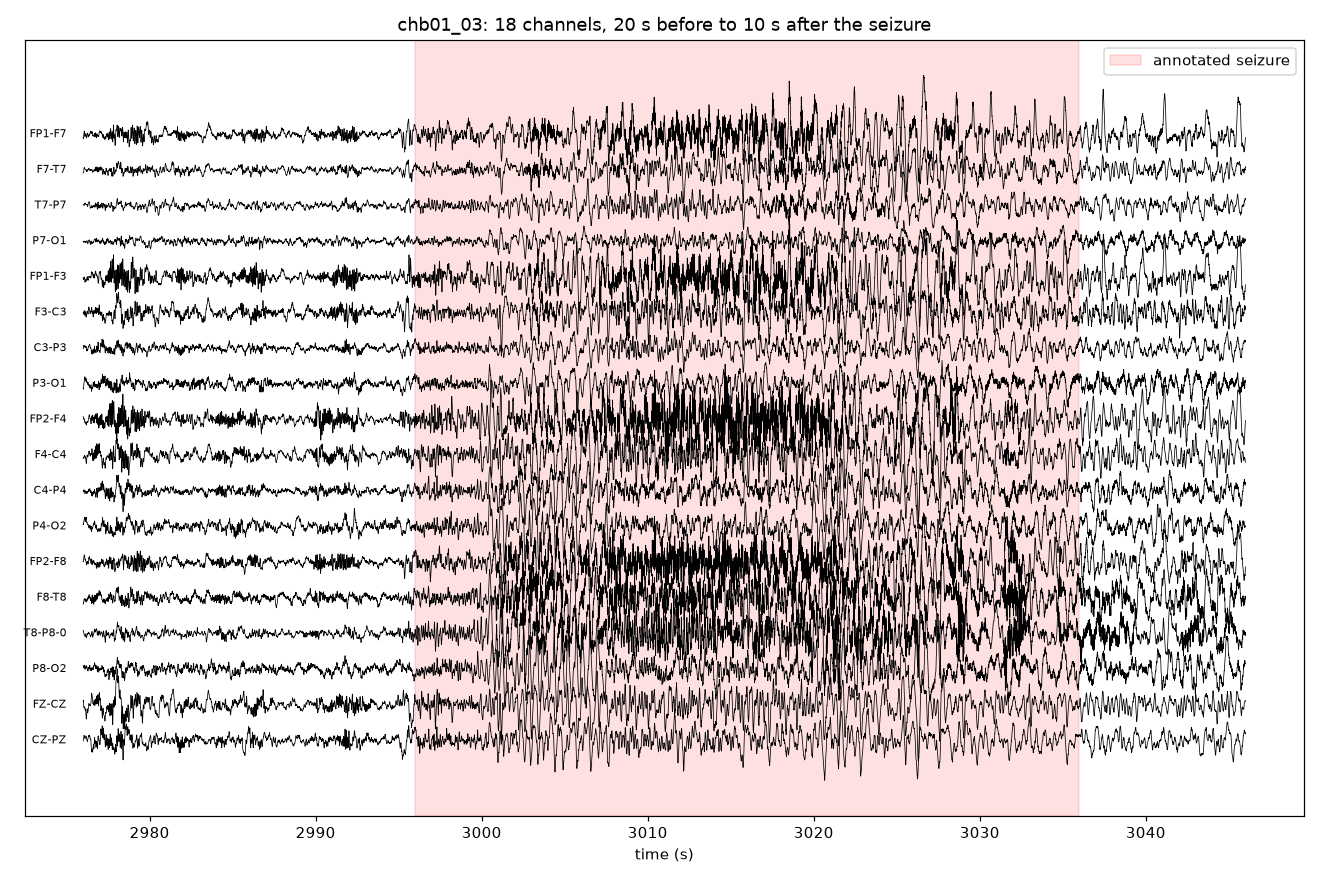 chb01_03: 18 channels, 20 s before to 10 s after the seizure
annotated seizure
FP1-F7
F7-T7
T7-P7
P7-O1
FP1-F3
F3-C3
C3-P3
P3-O1
FP2-F4
F4-C4
C4-P4
P4-O2
FP2-F8
F8-T8
T8-P8-0
P8-O2
FZ-CZ
CZ-PZ
2980 2990 3000 3010 3020 3030 3040
time (s)